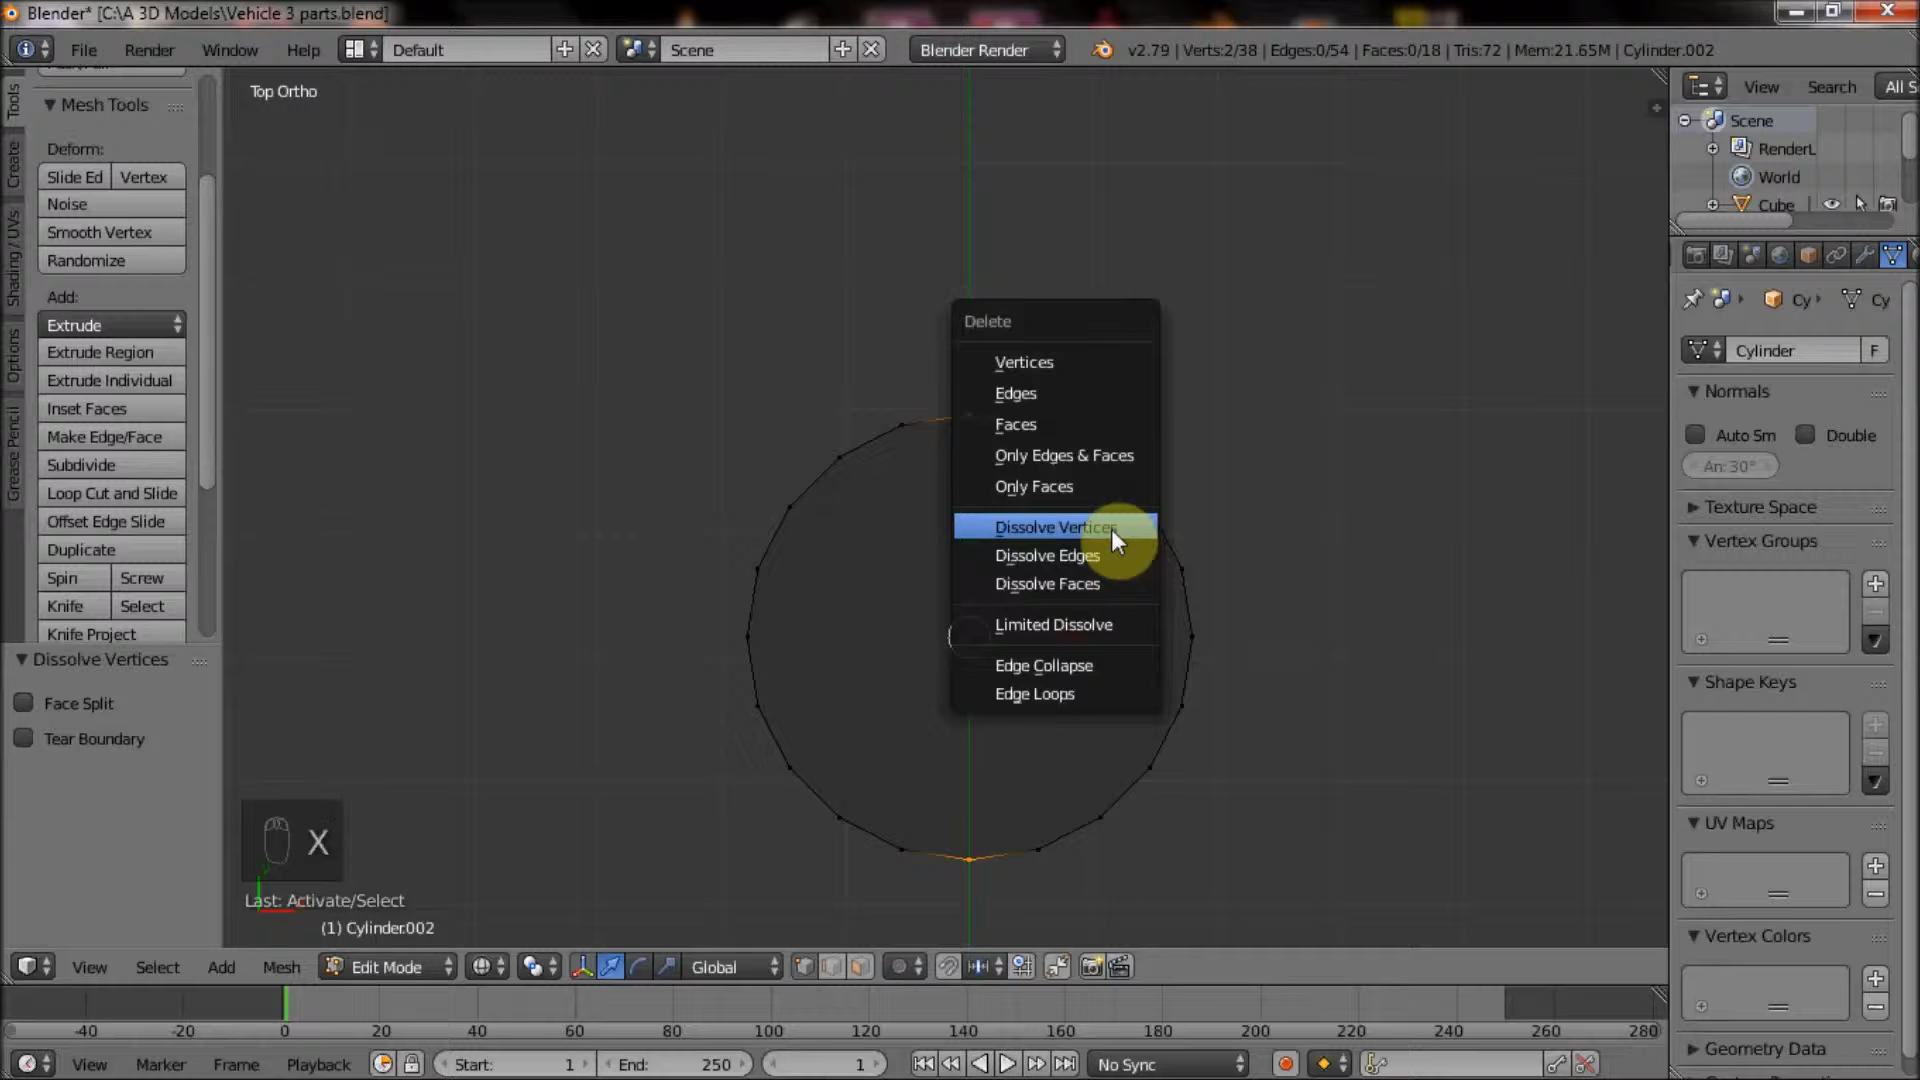 Blender* [C:\A 3D Models\Vehicle 3 parts.blend]
File Render Window Help Default Scene Blender Render v2.79 | Verts:2/38 | Edges:0/54 | Faces:0/18 | Tris:72 | Mem:21.65M | Cylinder.002
Tools
Create
Shading / UVs
Options
Grease Pencil
Mesh Tools
Deform:
Slide Ed Vertex
Noise
Smooth Vertex
Randomize
Add:
Extrude
Extrude Region
Extrude Individual
Inset Faces
Make Edge/Face
Subdivide
Loop Cut and Slide
Offset Edge Slide
Duplicate
Spin Screw
Knife Select
Knife Project
Dissolve Vertices
Face Split
Tear Boundary
Top Ortho
Delete
Vertices
Edges
Faces
Only Edges & Faces
Only Faces
Dissolve Vertices
Dissolve Edges
Dissolve Faces
Limited Dissolve
Edge Collapse
Edge Loops
X
Last: Activate/Select
(1) Cylinder.002
View Select Add Mesh Edit Mode Global
-40 -20 0 20 40 60 80 100 120 140 160 180 200 220 240 260 280
View Marker Frame Playback Start: 1 End: 250 1 No Sync
View Search All S
Scene
RenderL
World
Cube
Cy Cy
Cylinder F
Normals
Auto Sm Double
An: 30°
Texture Space
Vertex Groups
Shape Keys
UV Maps
Vertex Colors
Geometry Data